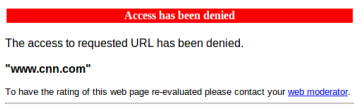 Access has been denied
The access to requested URL has been denied.
"www.cnn.com"
To have the rating of this web page re-evaluated please contact your web moderator.